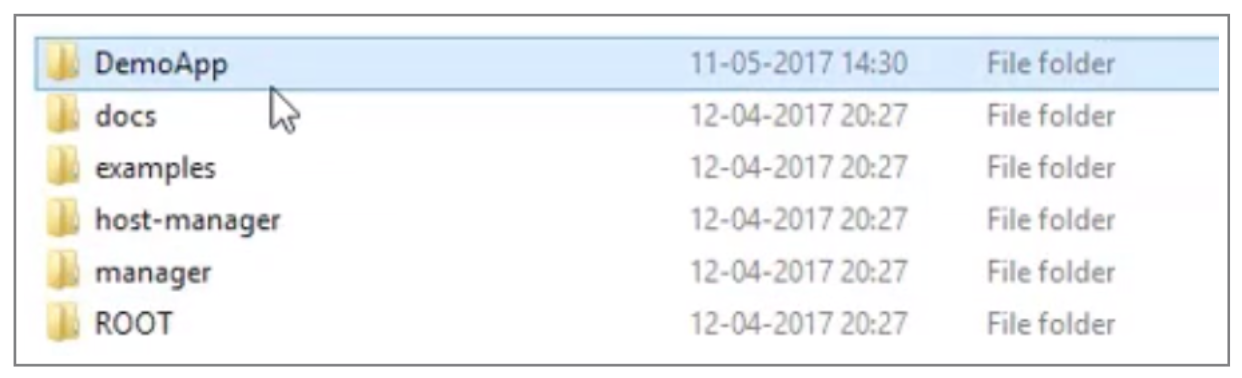 DemoApp 11-05-2017 14:30 File folder
docs 12-04-2017 20:27 File folder
examples 12-04-2017 20:27 File folder
host-manager 12-04-2017 20:27 File folder
manager 12-04-2017 20:27 File folder
ROOT 12-04-2017 20:27 File folder